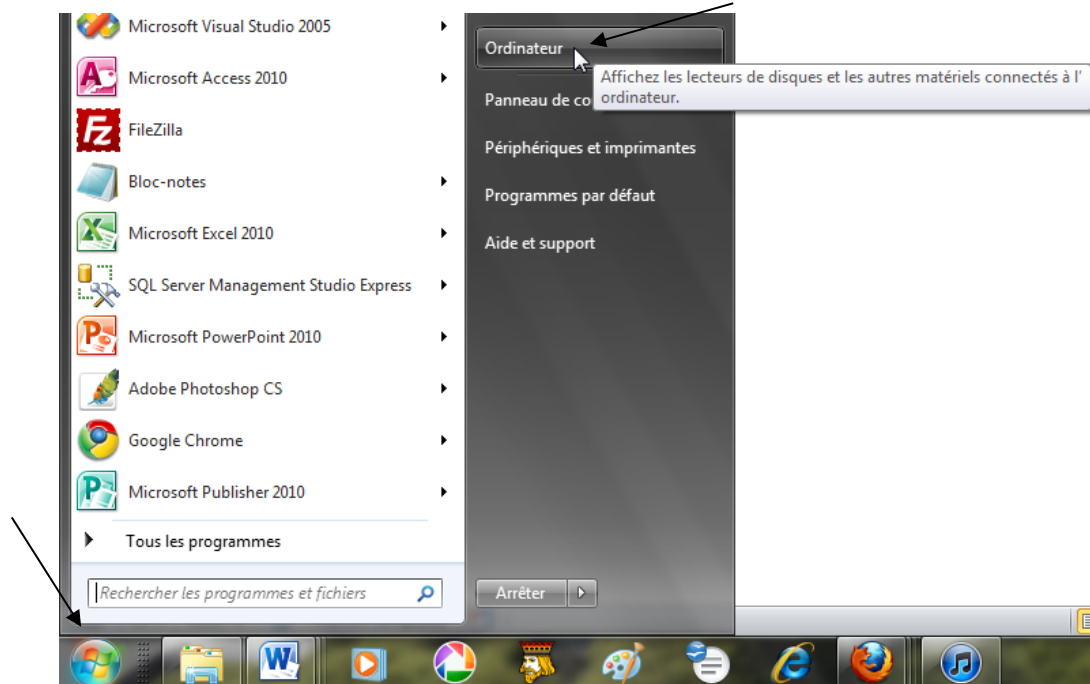 Microsoft Visual Studio 2005
Microsoft Access 2010
FileZilla
Bloc-notes
Microsoft Excel 2010
SQL Server Management Studio Express
Microsoft PowerPoint 2010
Adobe Photoshop CS
Google Chrome
Microsoft Publisher 2010
Tous les programmes
Rechercher les programmes et fichiers
Ordinateur
Affichez les lecteurs de disques et les autres matériels connectés à l'
ordinateur.
Panneau de co
Périphériques et imprimantes
Programmes par défaut
Aide et support
Arrêter